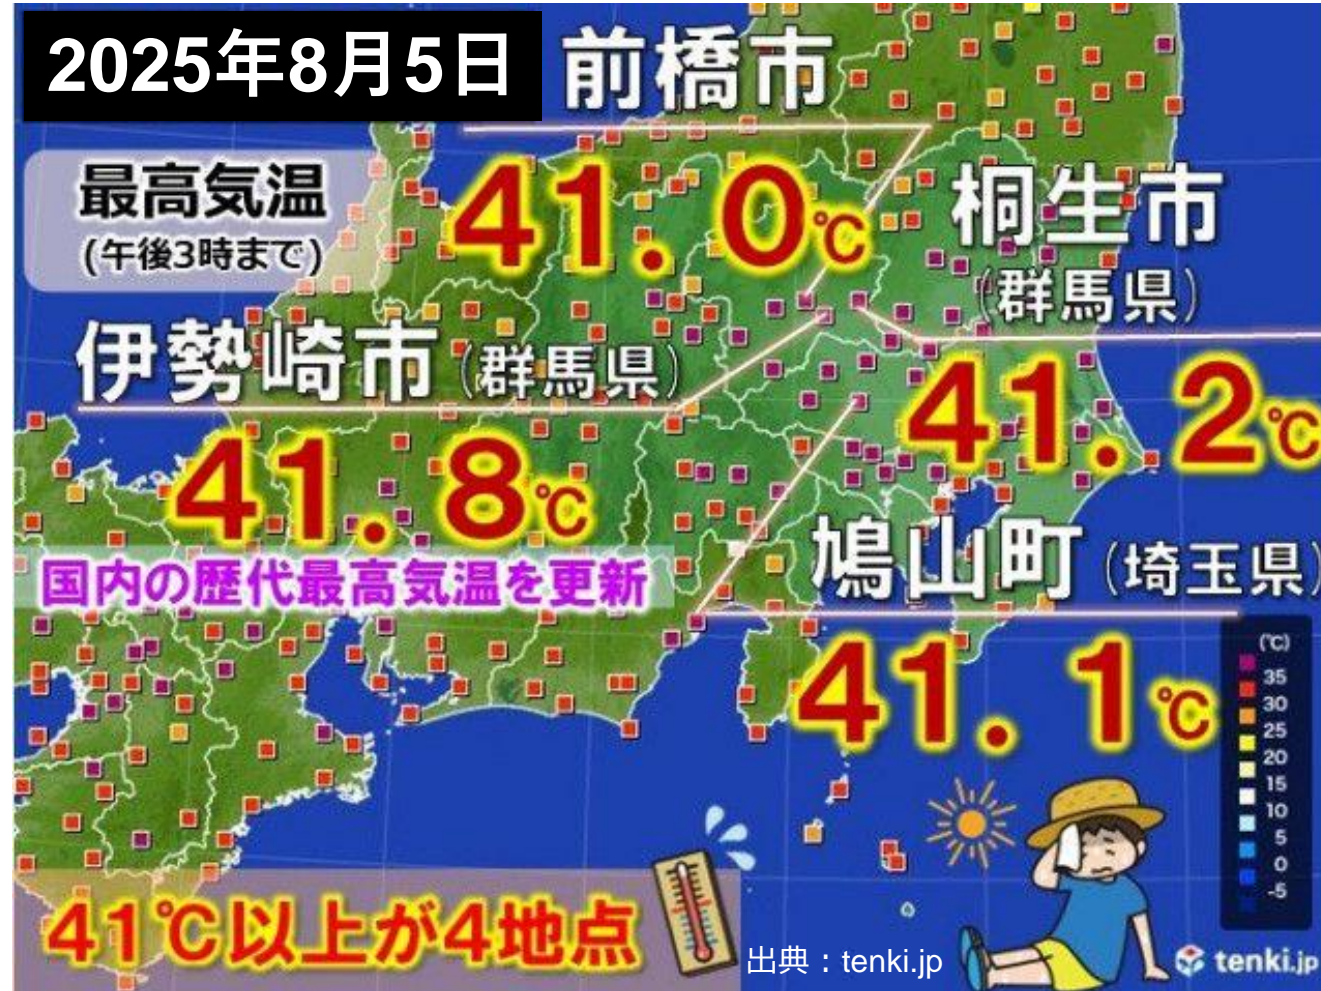 2025年8月5日
前橋市
41.0℃
最高気温
(午後3時まで)
桐生市
(群馬県)
41.2℃
伊勢崎市(群馬県)
41.8℃
国内の歴代最高気温を更新
鳩山町(埼玉県)
41.1℃
(℃)
35
30
25
20
15
10
5
0
-5
41℃以上が4地点
出典：tenki.jp
tenki.jp